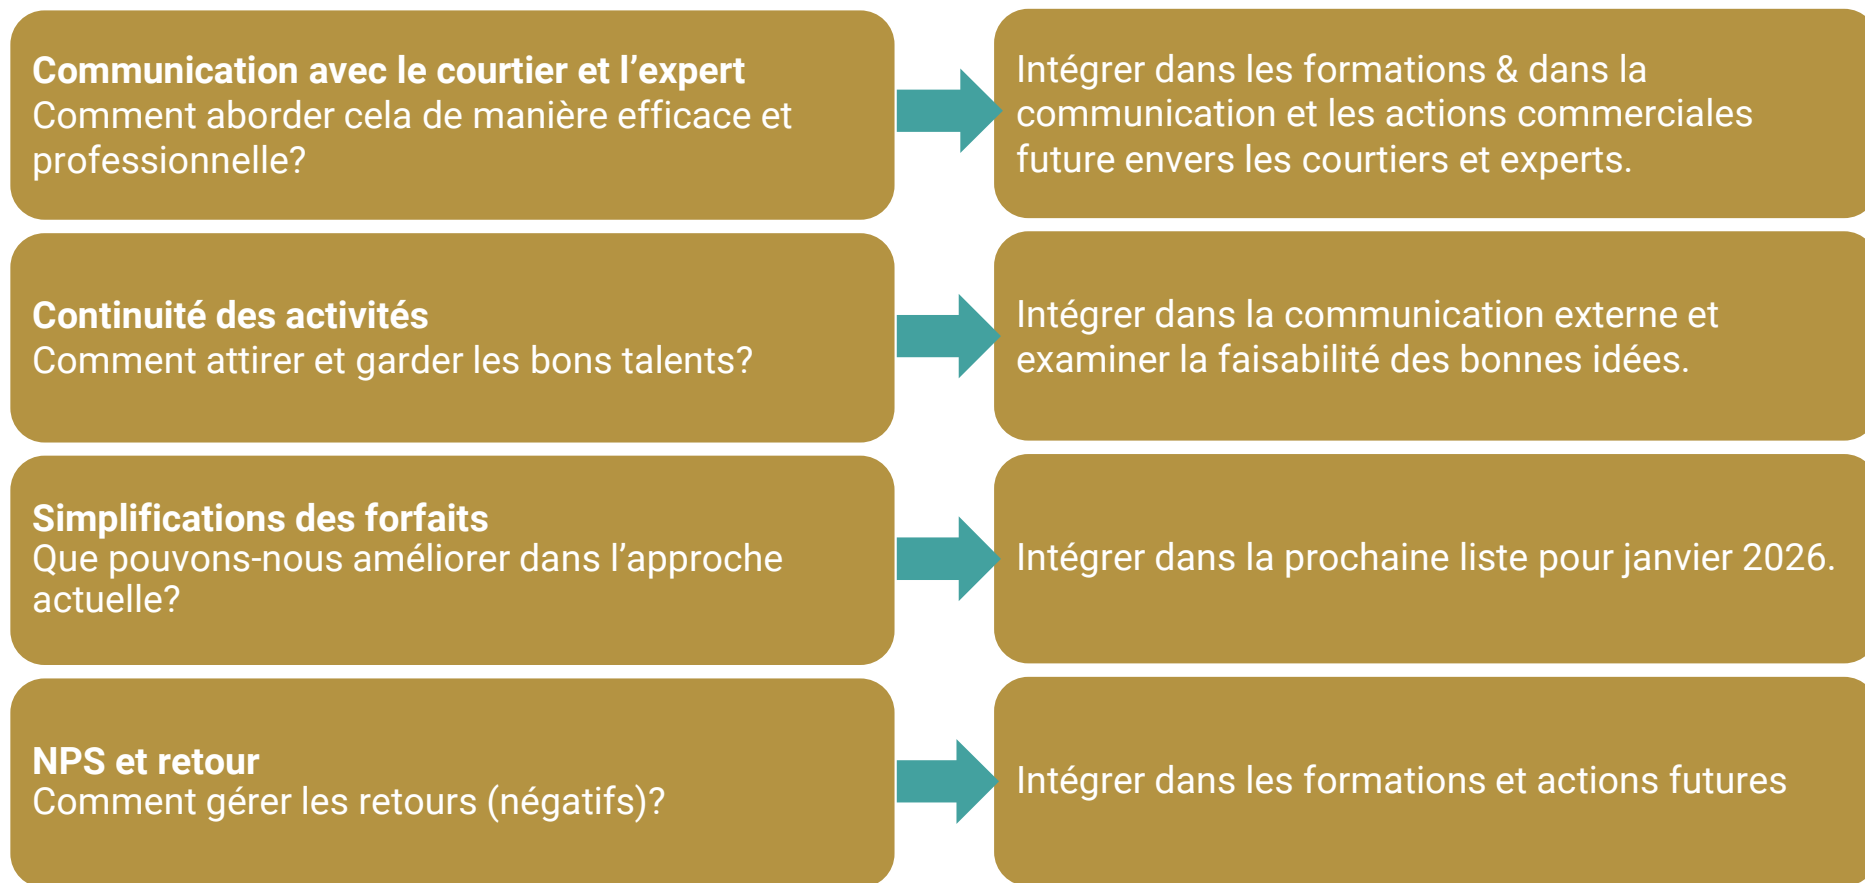 Communication avec le courtier et l’expert
Comment aborder cela de manière efficace et
professionnelle?
Intégrer dans les formations & dans la
communication et les actions commerciales
future envers les courtiers et experts.
Continuité des activités
Comment attirer et garder les bons talents?
Intégrer dans la communication externe et
examiner la faisabilité des bonnes idées.
Simplifications des forfaits
Que pouvons-nous améliorer dans l’approche
actuelle?
Intégrer dans la prochaine liste pour janvier 2026.
NPS et retour
Comment gérer les retours (négatifs)?
Intégrer dans les formations et actions futures